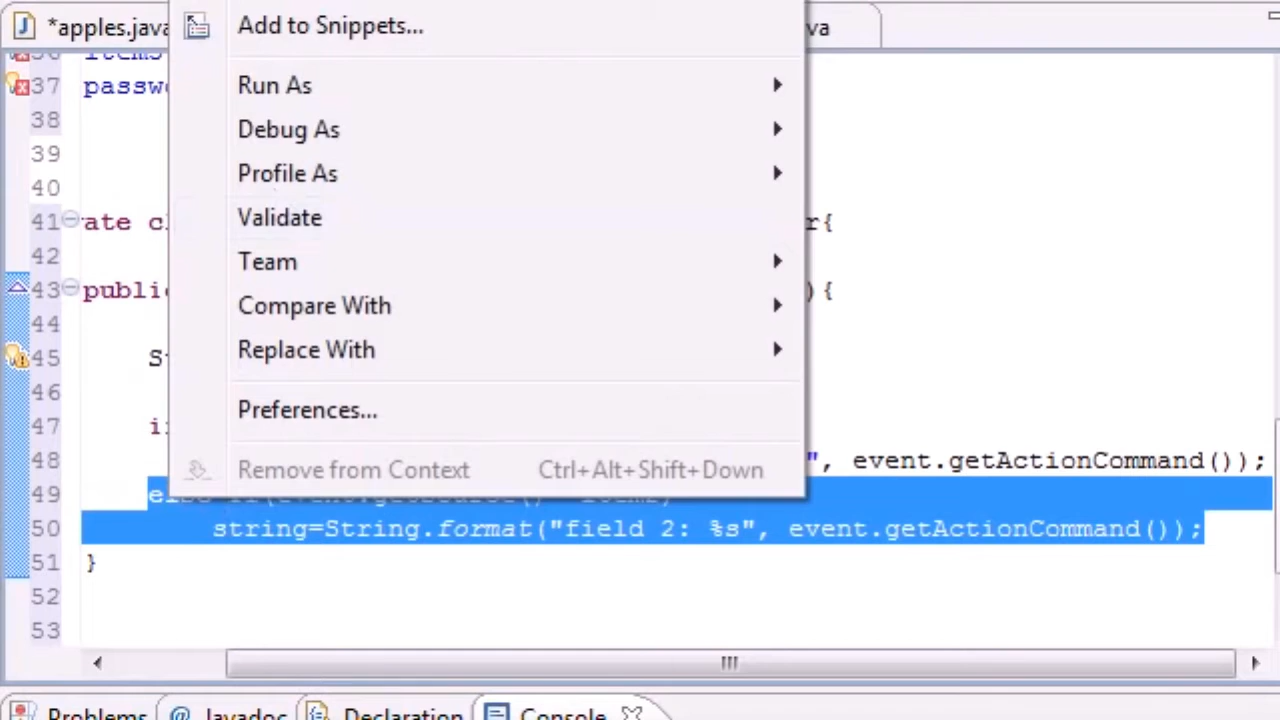 *apples.java
va
Add to Snippets...
37 passw
Run As
38
Debug As
39
40
Profile As
41 ate c
Validate
r{
42
Team
43 public
Compare With
){
44
45
Replace With
46
47
Preferences...
48 ", event.getActionCommand());
Remove from Context Ctrl+Alt+Shift+Down
49
50 string=String.format("field 2: %s", event.getActionCommand());
51 }
52
53
Problems @ Javadoc Declaration Console